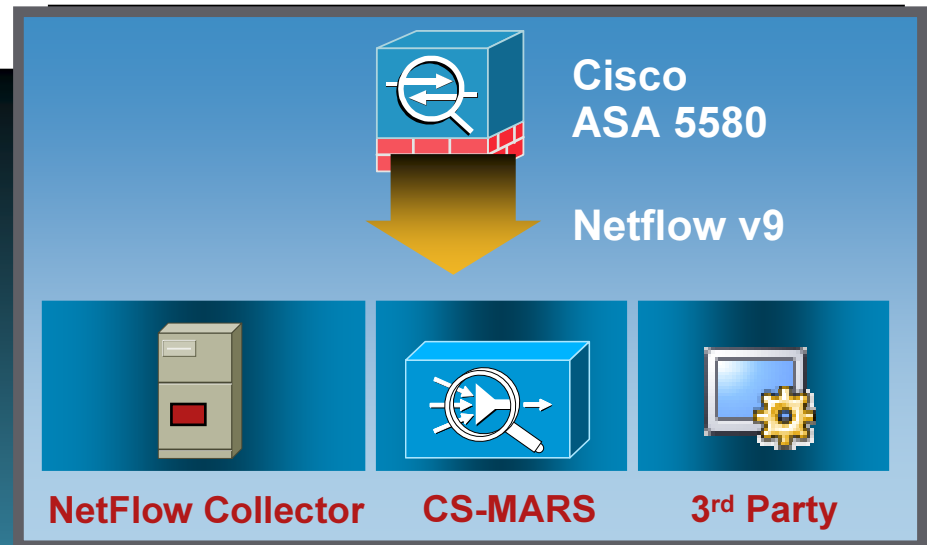 Cisco
ASA 5580
Netflow v9
NetFlow Collector
CS-MARS
3rd Party